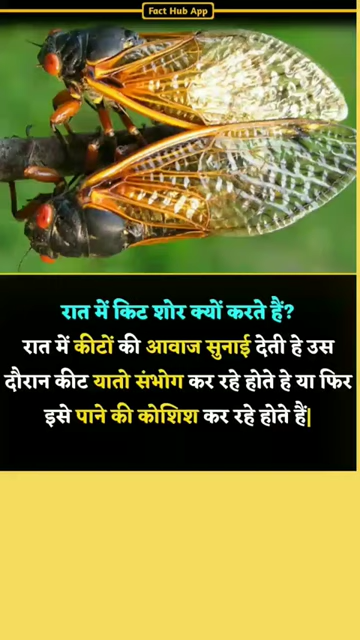 Fact Hub App
रात में किट शोर क्यों करते हैं?
रात में कीटों की आवाज सुनाई देती हे उस
दौरान कीट यातो संभोग कर रहे होते हे या फिर
इसे पाने की कोशिश कर रहे होते हैं|